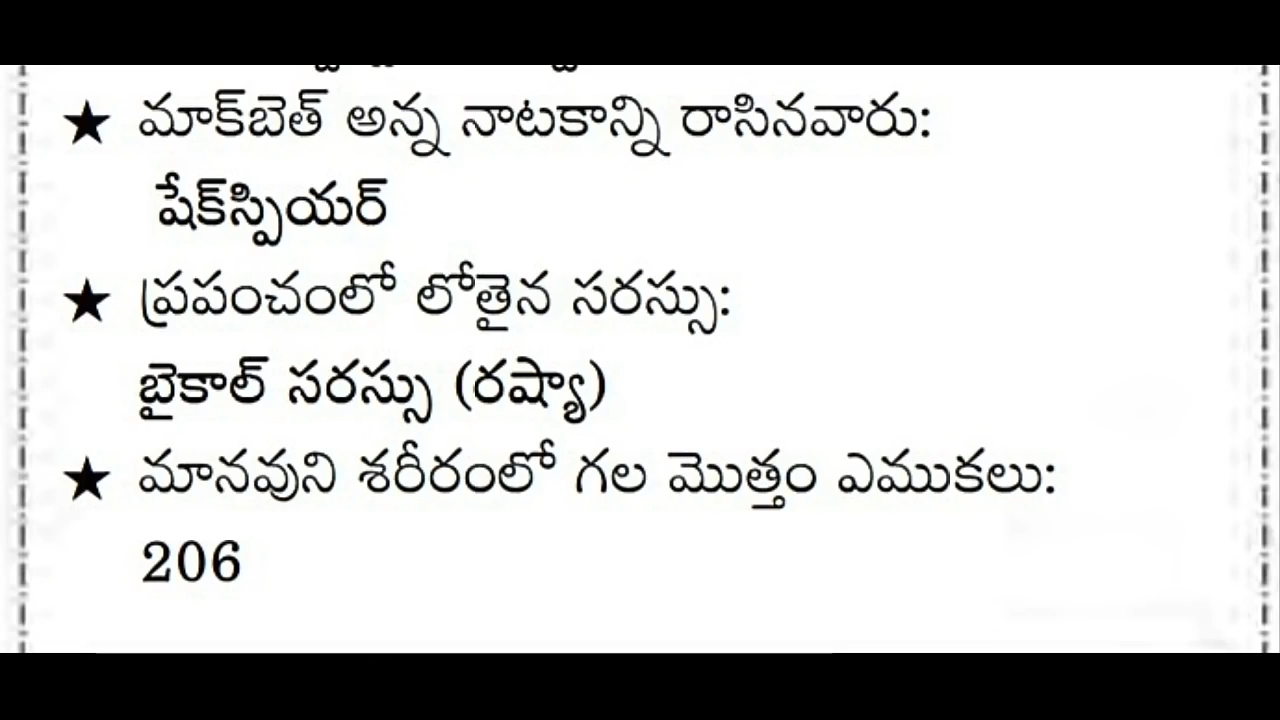 ★ మాక్‌బెత్ అన్న నాటకాన్ని రాసినవారు:
షేక్‌స్పియర్
★ ప్రపంచంలో లోతైన సరస్సు:
బైకాల్ సరస్సు (రష్యా)
★ మానవుని శరీరంలో గల మొత్తం ఎముకలు:
206